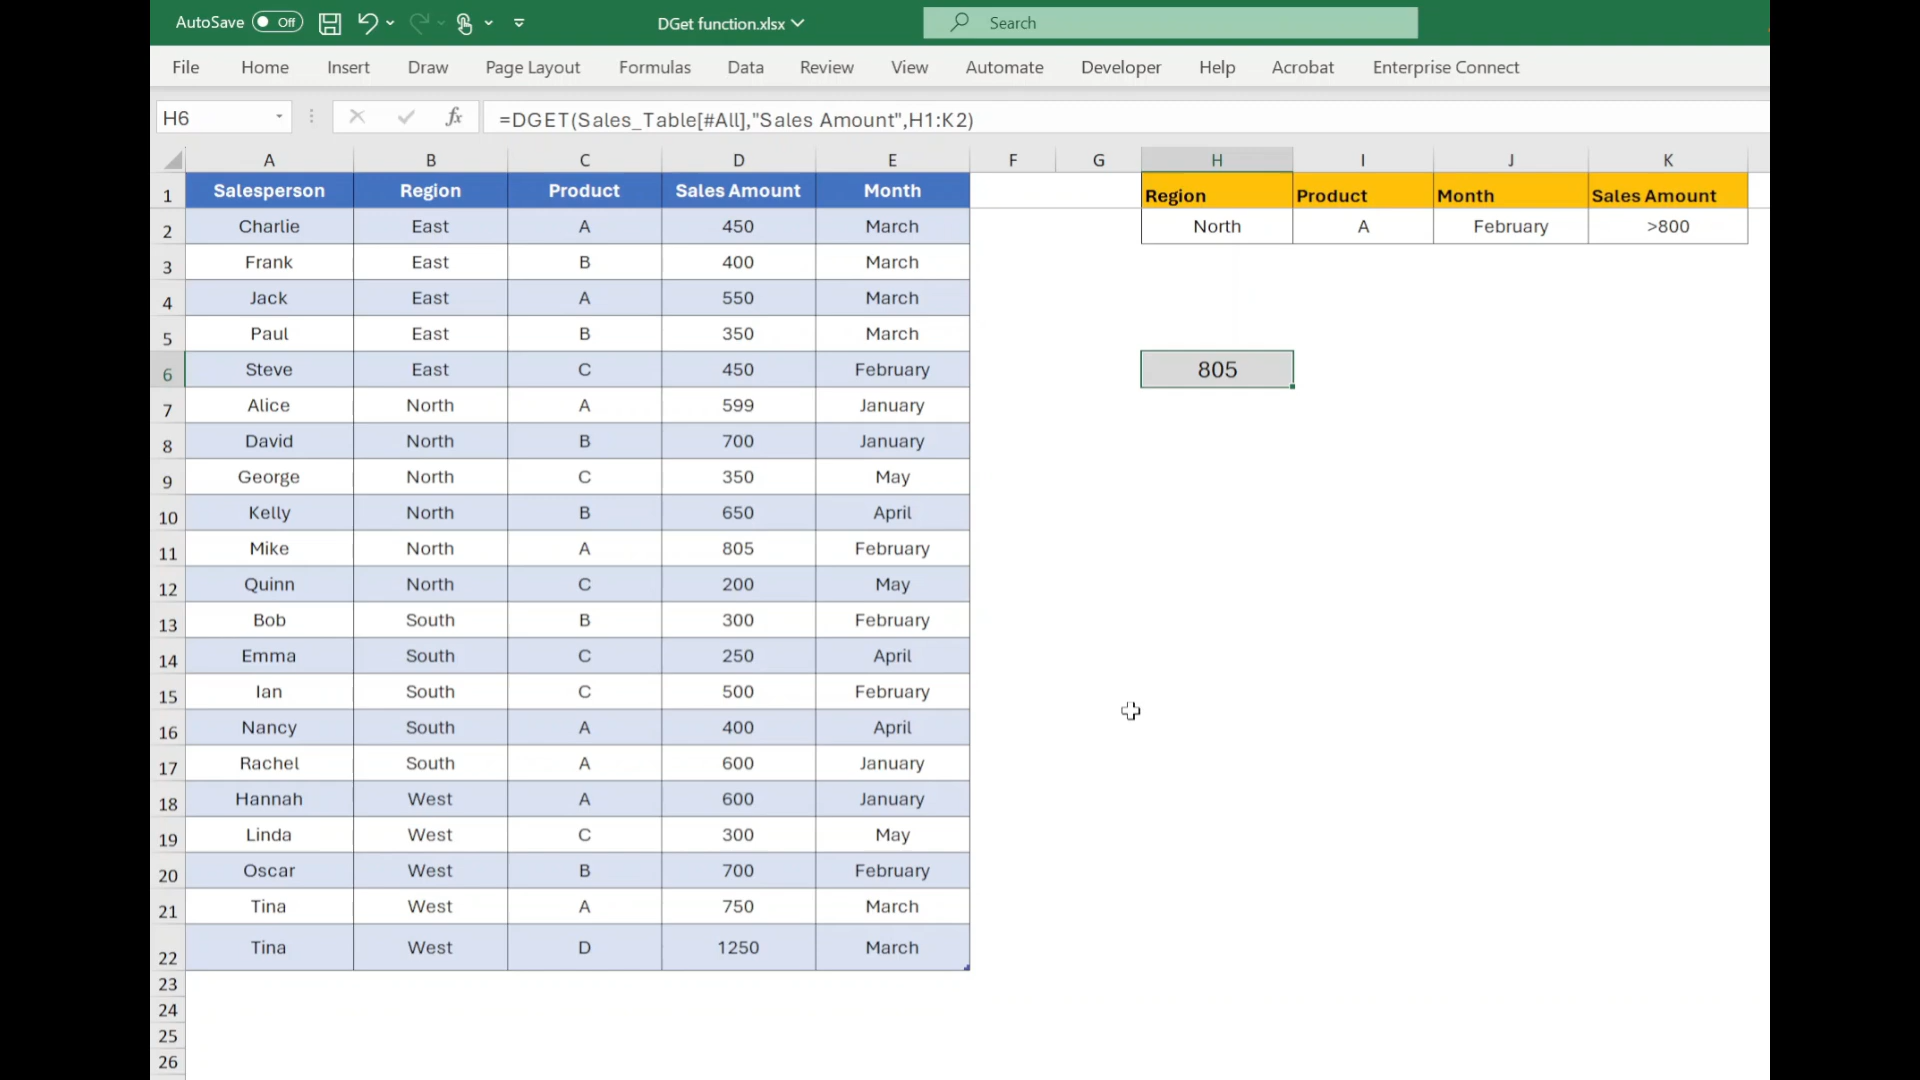 AutoSave Off DGet function.xlsx Search
File Home Insert Draw Page Layout Formulas Data Review View Automate Developer Help Acrobat Enterprise Connect
H6 fx =DGET(Sales_Table[#All],"Sales Amount",H1:K2)
A B C D E F G H I J K
1 Salesperson Region Product Sales Amount Month Region Product Month Sales Amount
2 Charlie East A 450 March North A February >800
3 Frank East B 400 March
4 Jack East A 550 March
5 Paul East B 350 March
6 Steve East C 450 February 805
7 Alice North A 599 January
8 David North B 700 January
9 George North C 350 May
10 Kelly North B 650 April
11 Mike North A 805 February
12 Quinn North C 200 May
13 Bob South B 300 February
14 Emma South C 250 April
15 Ian South C 500 February
16 Nancy South A 400 April
17 Rachel South A 600 January
18 Hannah West A 600 January
19 Linda West C 300 May
20 Oscar West B 700 February
21 Tina West A 750 March
22 Tina West D 1250 March
23
24
25
26